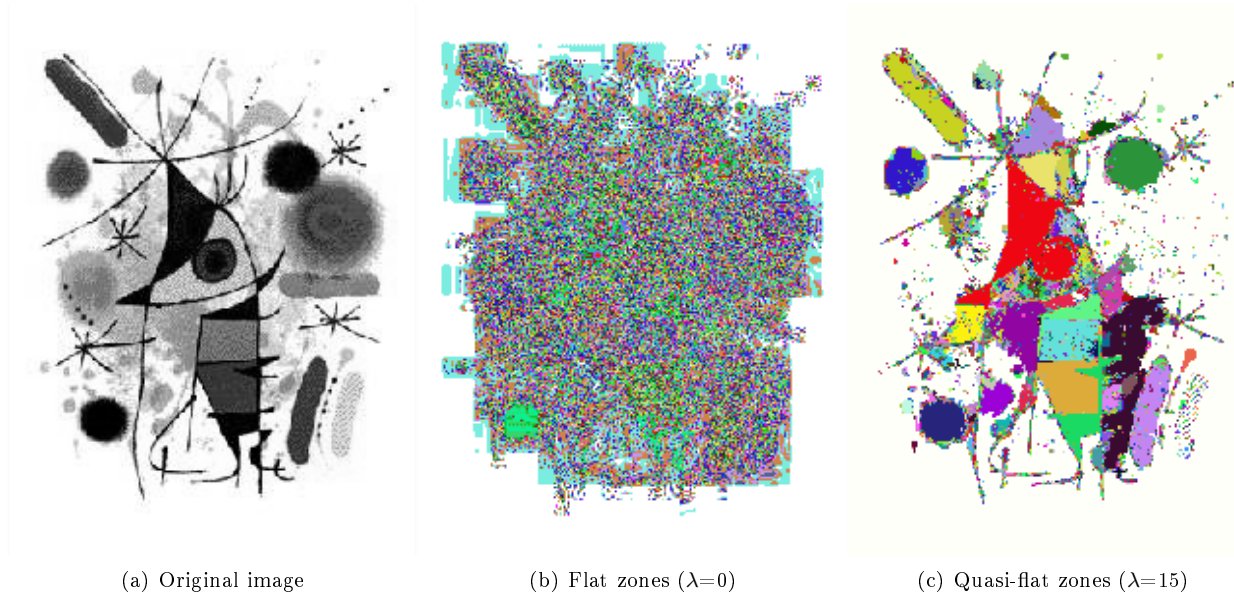 (a) Original image
(b) Flat zones (λ=0)
(c) Quasi-flat zones (λ=15)